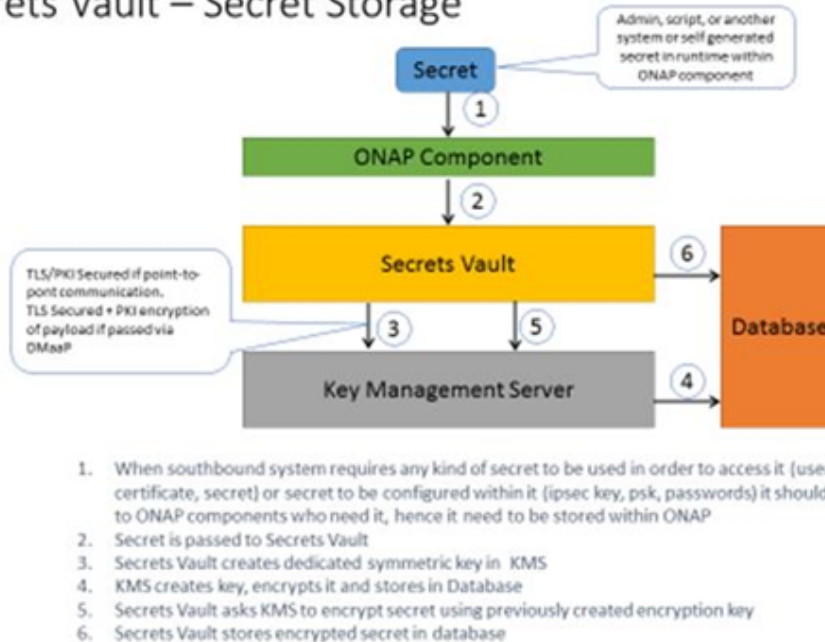 ets Vault – Secret Storage
Admin, script, or another
system or self generated
secret in runtime within
ONAP component
Secret
1
ONAP Component
2
Secrets Vault
6
Database
TLS/PKI Secured if point-to-
pont communication.
TLS Secured + PKI encryption
of payload if passed via
DMaaP
3
5
Key Management Server
4
1. When southbound system requires any kind of secret to be used in order to access it (use
certificate, secret) or secret to be configured within it (ipsec key, psk, passwords) it should
to ONAP components who need it, hence it need to be stored within ONAP
2. Secret is passed to Secrets Vault
3. Secrets Vault creates dedicated symmetric key in KMS
4. KMS creates key, encrypts it and stores in Database
5. Secrets Vault asks KMS to encrypt secret using previously created encryption key
6. Secrets Vault stores encrypted secret in database